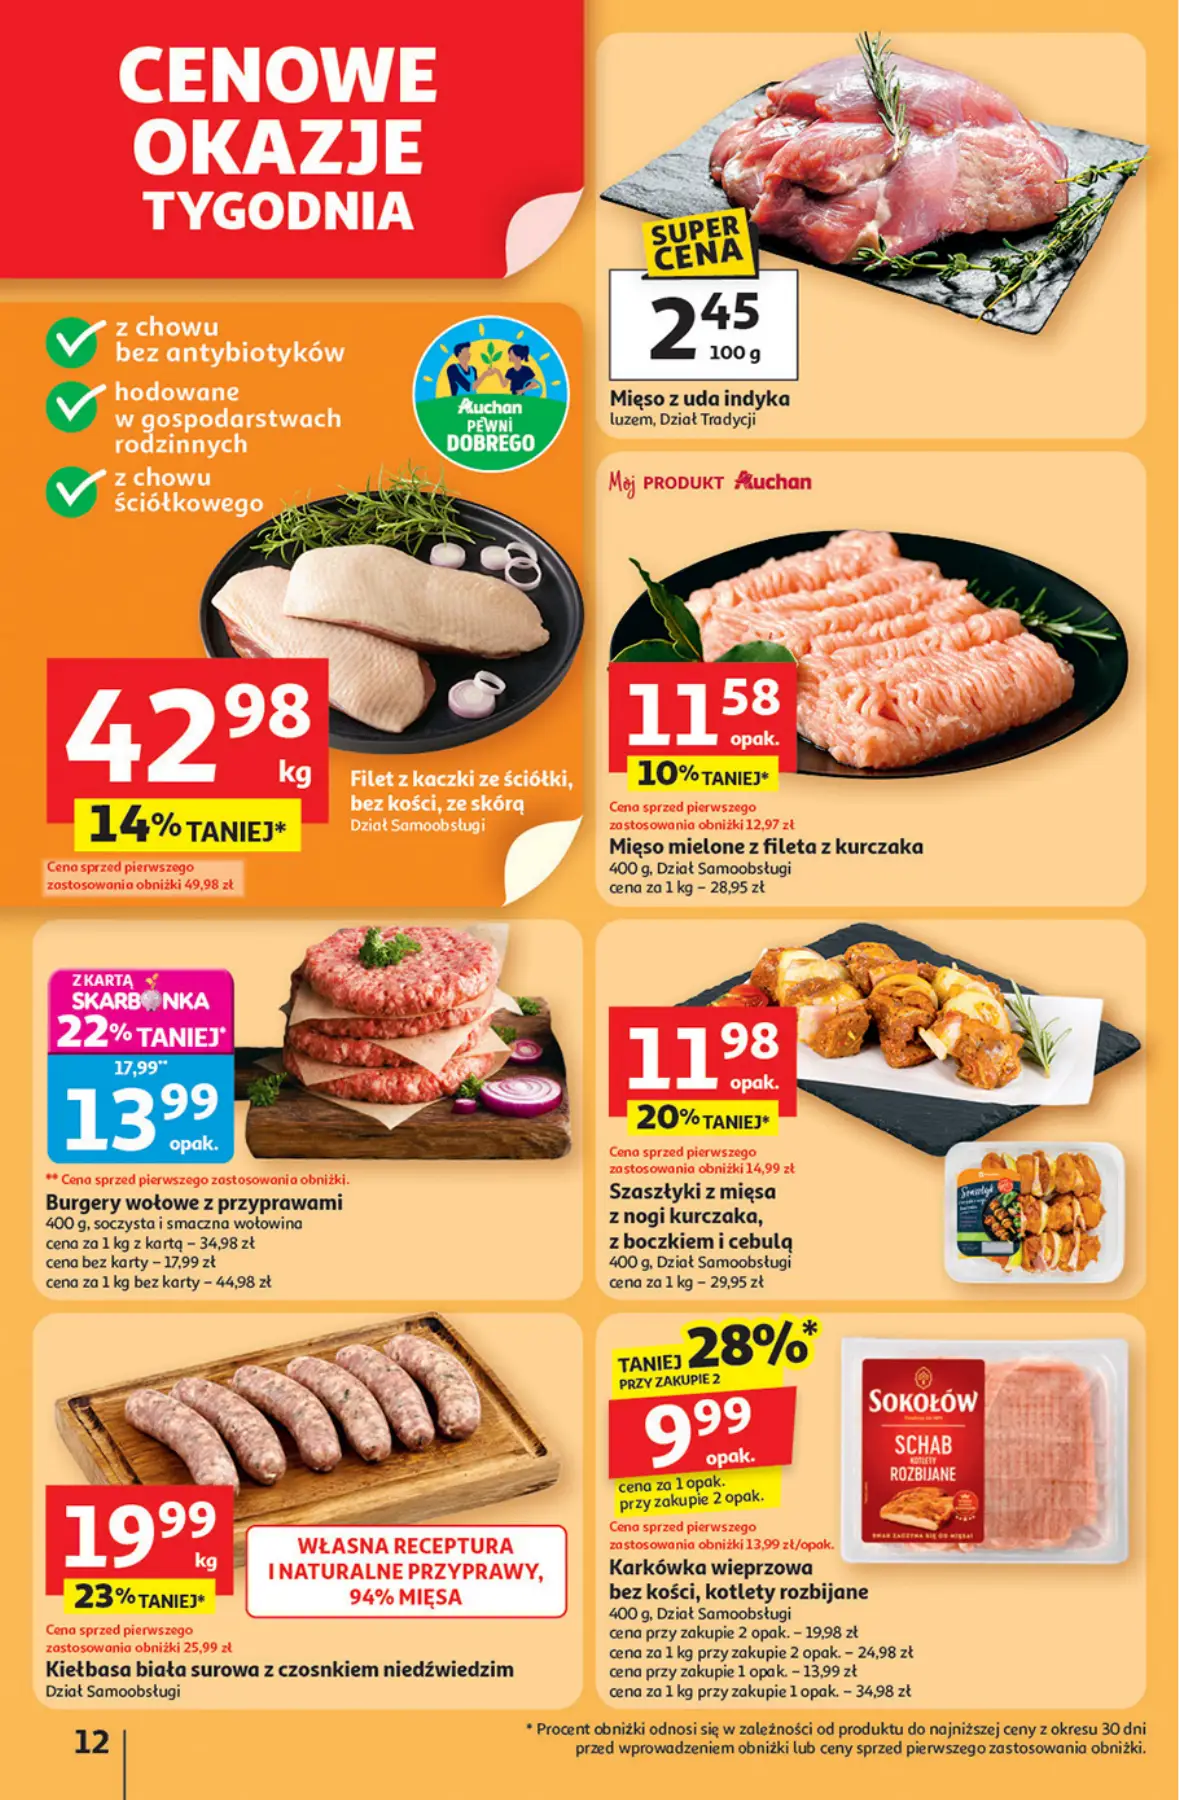 CENOWE
OKAZJE
TYGODNIA
SUPER
CENA
2 45
100 g
Mięso z uda indyka
luzem, Dział Tradycji
z chowu
bez antybiotyków
hodowane
w gospodarstwach
rodzinnych
z chowu
ściółkowego
Auchan
PEWNI
DOBREGO
42 98
kg
14% TANIEJ*
Cena sprzed pierwszego
zastosowania obniżki 49,98 zł
Filet z kaczki ze ściółki,
bez kości, ze skórą
Dział Samoobsługi
Mój PRODUKT Auchan
11 58
opak.
10% TANIEJ*
Cena sprzed pierwszego
zastosowania obniżki 12,97 zł
Mięso mielone z fileta z kurczaka
400 g, Dział Samoobsługi
cena za 1 kg – 28,95 zł
Z KARTĄ
SKARBONKA
22% TANIEJ*
17,99**
13 99
opak.
** Cena sprzed pierwszego zastosowania obniżki.
Burgery wołowe z przyprawami
400 g, soczysta i smaczna wołowina
cena za 1 kg z kartą – 34,98 zł
cena bez karty – 17,99 zł
cena za 1 kg bez karty – 44,98 zł
11 98
opak.
20% TANIEJ*
Cena sprzed pierwszego
zastosowania obniżki 14,99 zł
Szaszłyki z mięsa
z nogi kurczaka,
z boczkiem i cebulą
400 g, Dział Samoobsługi
cena za 1 kg – 29,95 zł
Szaszłyki
19 99
kg
23% TANIEJ*
Cena sprzed pierwszego
zastosowania obniżki 25,99 zł
Kiełbasa biała surowa z czosnkiem niedźwiedzim
Dział Samoobsługi
WŁASNA RECEPTURA
I NATURALNE PRZYPRAWY,
94% MIĘSA
TANIEJ 28%*
PRZY ZAKUPIE 2
9 99
opak.
cena za 1 opak.
przy zakupie 2 opak.
Cena sprzed pierwszego
zastosowania obniżki 13,99 zł/opak.
Karkówka wieprzowa
bez kości, kotlety rozbijane
400 g, Dział Samoobsługi
cena przy zakupie 2 opak. – 19,98 zł
cena za 1 kg przy zakupie 2 opak. – 24,98 zł
cena przy zakupie 1 opak. – 13,99 zł
cena za 1 kg przy zakupie 1 opak. – 34,98 zł
SOKOŁÓW
SCHAB
KOTLETY
ROZBIJANE
SMAK ZACZYNA SIĘ OD MIĘSA!
* Procent obniżki odnosi się w zależności od produktu do najniższej ceny z okresu 30 dni
przed wprowadzeniem obniżki lub ceny sprzed pierwszego zastosowania obniżki.
12